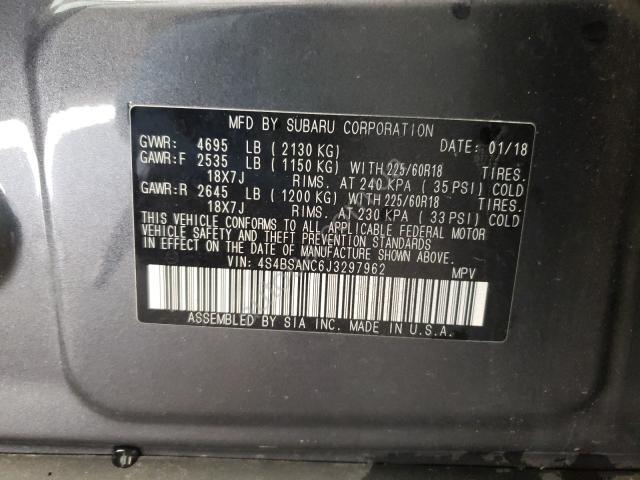 MFD BY SUBARU CORPORATION
GVWR: 4695 LB ( 2130 KG) DATE: 01/18
GAWR:F 2535 LB ( 1150 KG) WITH 225/60R18 TIRES.
18X7J RIMS. AT 240 KPA ( 35 PSI) COLD
GAWR:R 2645 LB ( 1200 KG) WITH 225/60R18 TIRES.
18X7J RIMS. AT 230 KPA ( 33 PSI) COLD
THIS VEHICLE CONFORMS TO ALL APPLICABLE FEDERAL MOTOR
VEHICLE SAFETY AND THEFT PREVENTION STANDARDS
IN EFFECT ON THE DATE OF MANUFACTURE SHOWN ABOVE.
VIN: 4S4BSANC6J3297962 MPV
ASSEMBLED BY SIA INC. MADE IN U.S.A.